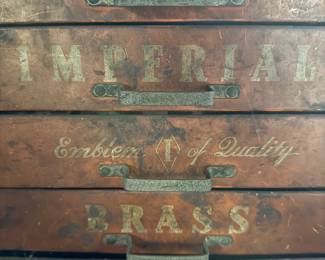 IMPERIAL
Emblem I of Quality
BRASS